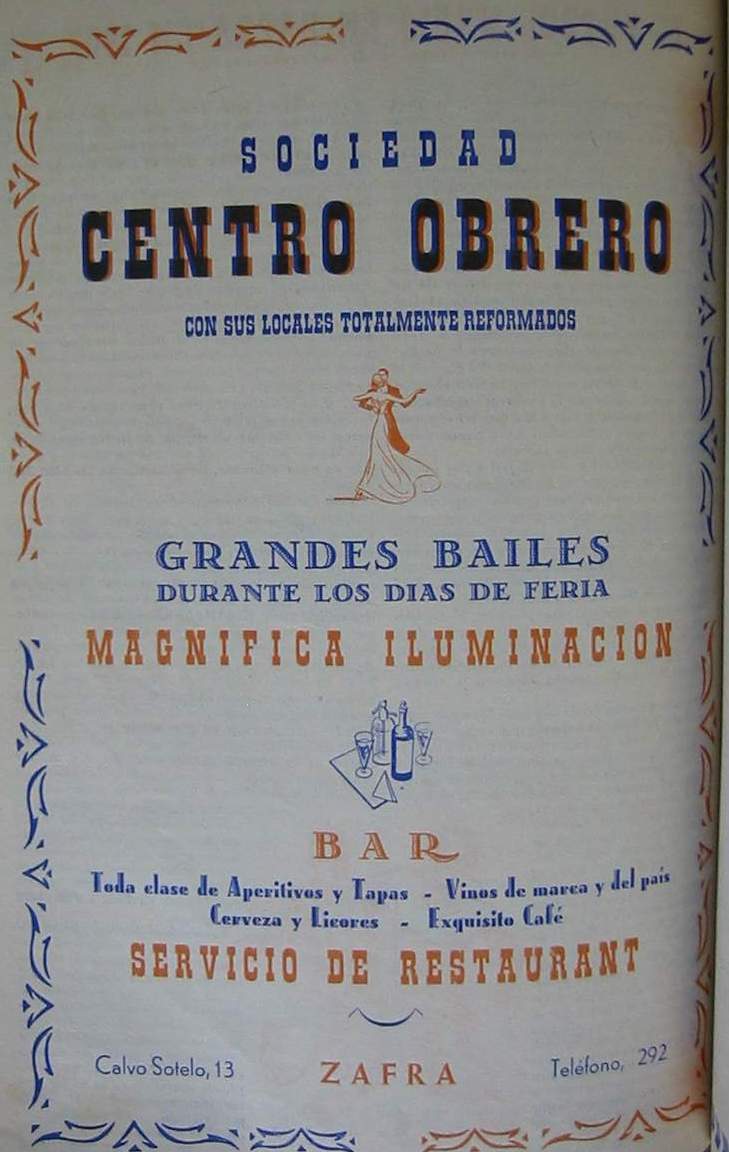 SOCIEDAD
CENTRO OBRERO
CON SUS LOCALES TOTALMENTE REFORMADOS
GRANDES BAILES
DURANTE LOS DIAS DE FERIA
MAGNIFICA ILUMINACION
BAR
Toda clase de Aperitivos y Tapas - Vinos de marca y del país
Cerveza y Licores - Exquisito Café
SERVICIO DE RESTAURANT
Calvo Sotelo, 13 ZAFRA Teléfono, 292